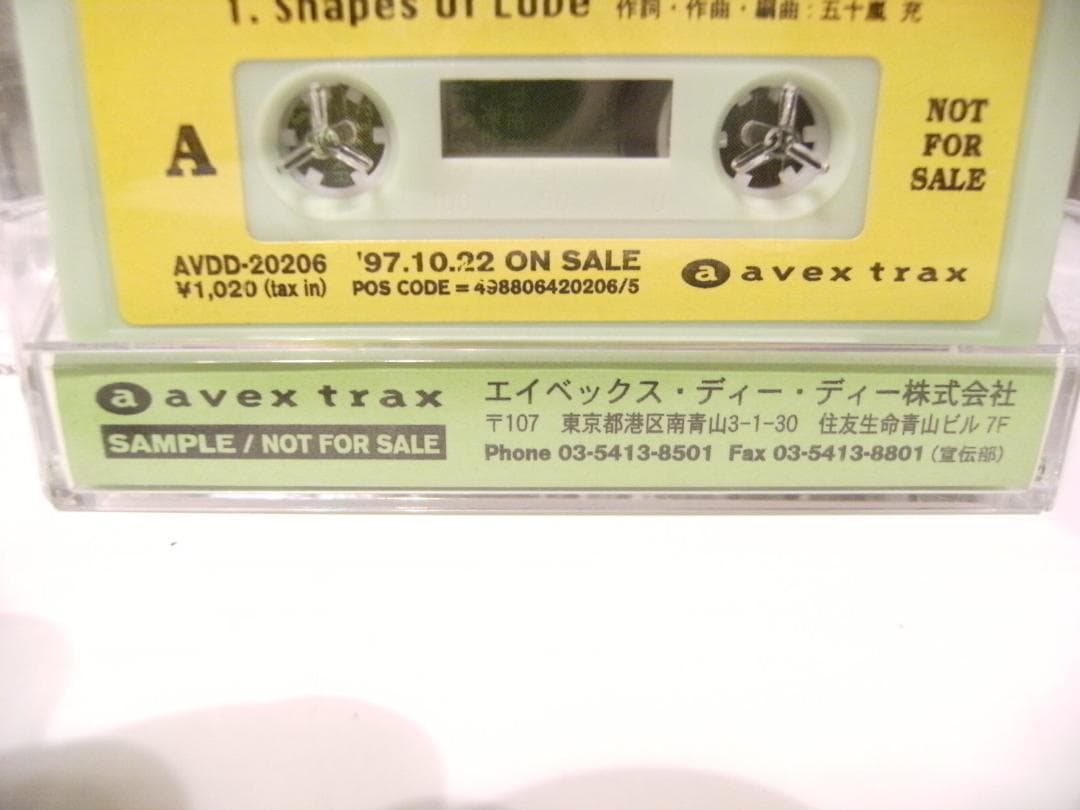 1. Shapes Of Love 作詞・作曲・編曲：五十嵐 充
A
NOT
FOR
SALE
AVDD-20206 '97.10.22 ON SALE
¥1,020 (tax in) POS CODE = 498806420206/5
a avex trax
a avex trax
SAMPLE / NOT FOR SALE
エイベックス・ディー・ディー株式会社
〒107 東京都港区南青山3-1-30 住友生命青山ビル 7F
Phone 03-5413-8501 Fax 03-5413-8801 (宣伝部)